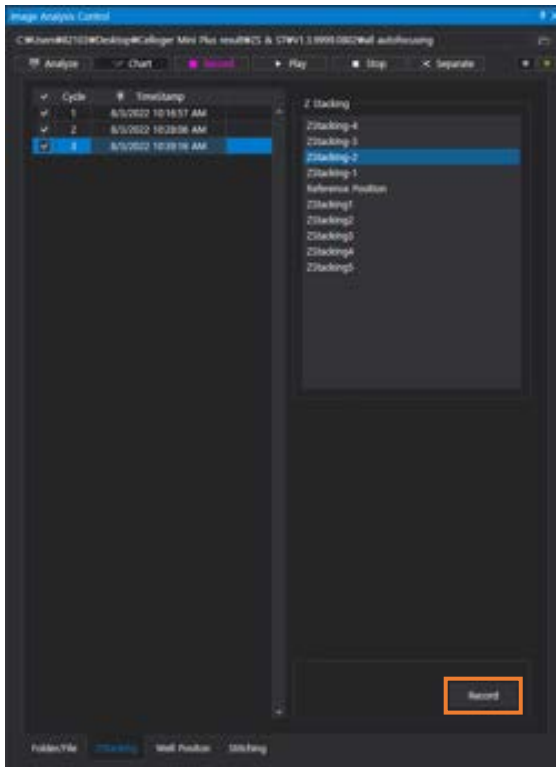 Image Analysis Control
Analyze Chart Record Play Stop Separate
Cycle TimeStamp
1 8/3/2022 10:16:57 AM
2 8/3/2022 10:28:06 AM
3 8/3/2022 10:39:16 AM
Z Stacking
ZStacking-4
ZStacking-3
ZStacking-2
ZStacking-1
Reference Position
ZStacking1
ZStacking2
ZStacking3
ZStacking4
ZStacking5
Record
Folder/File ZStacking Well Position Stitching